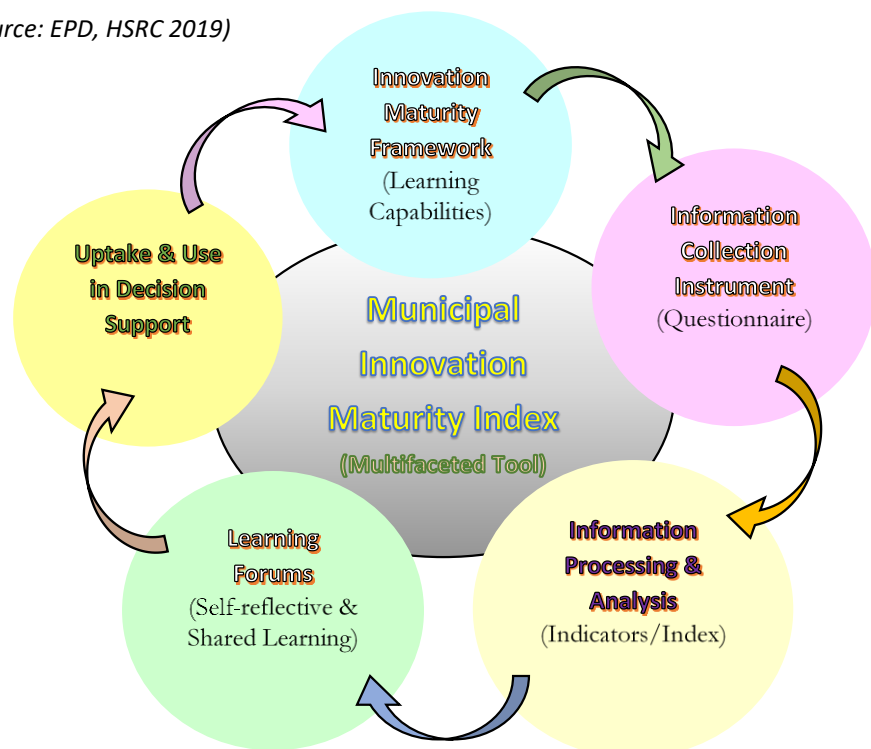 urce: EPD, HSRC 2019)
Innovation
Maturity
Framework
(Learning
Capabilities)
Information
Collection
Instrument
(Questionnaire)
Uptake & Use
in Decision
Support
Municipal
Innovation
Maturity Index
(Multifaceted Tool)
Information
Processing &
Analysis
(Indicators/Index)
Learning
Forums
(Self-reflective &
Shared Learning)